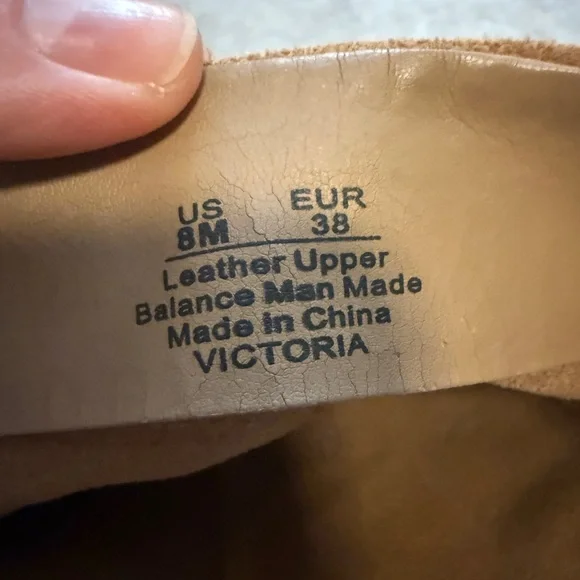 US EUR
8M 38
Leather Upper
Balance Man Made
Made in China
VICTORIA